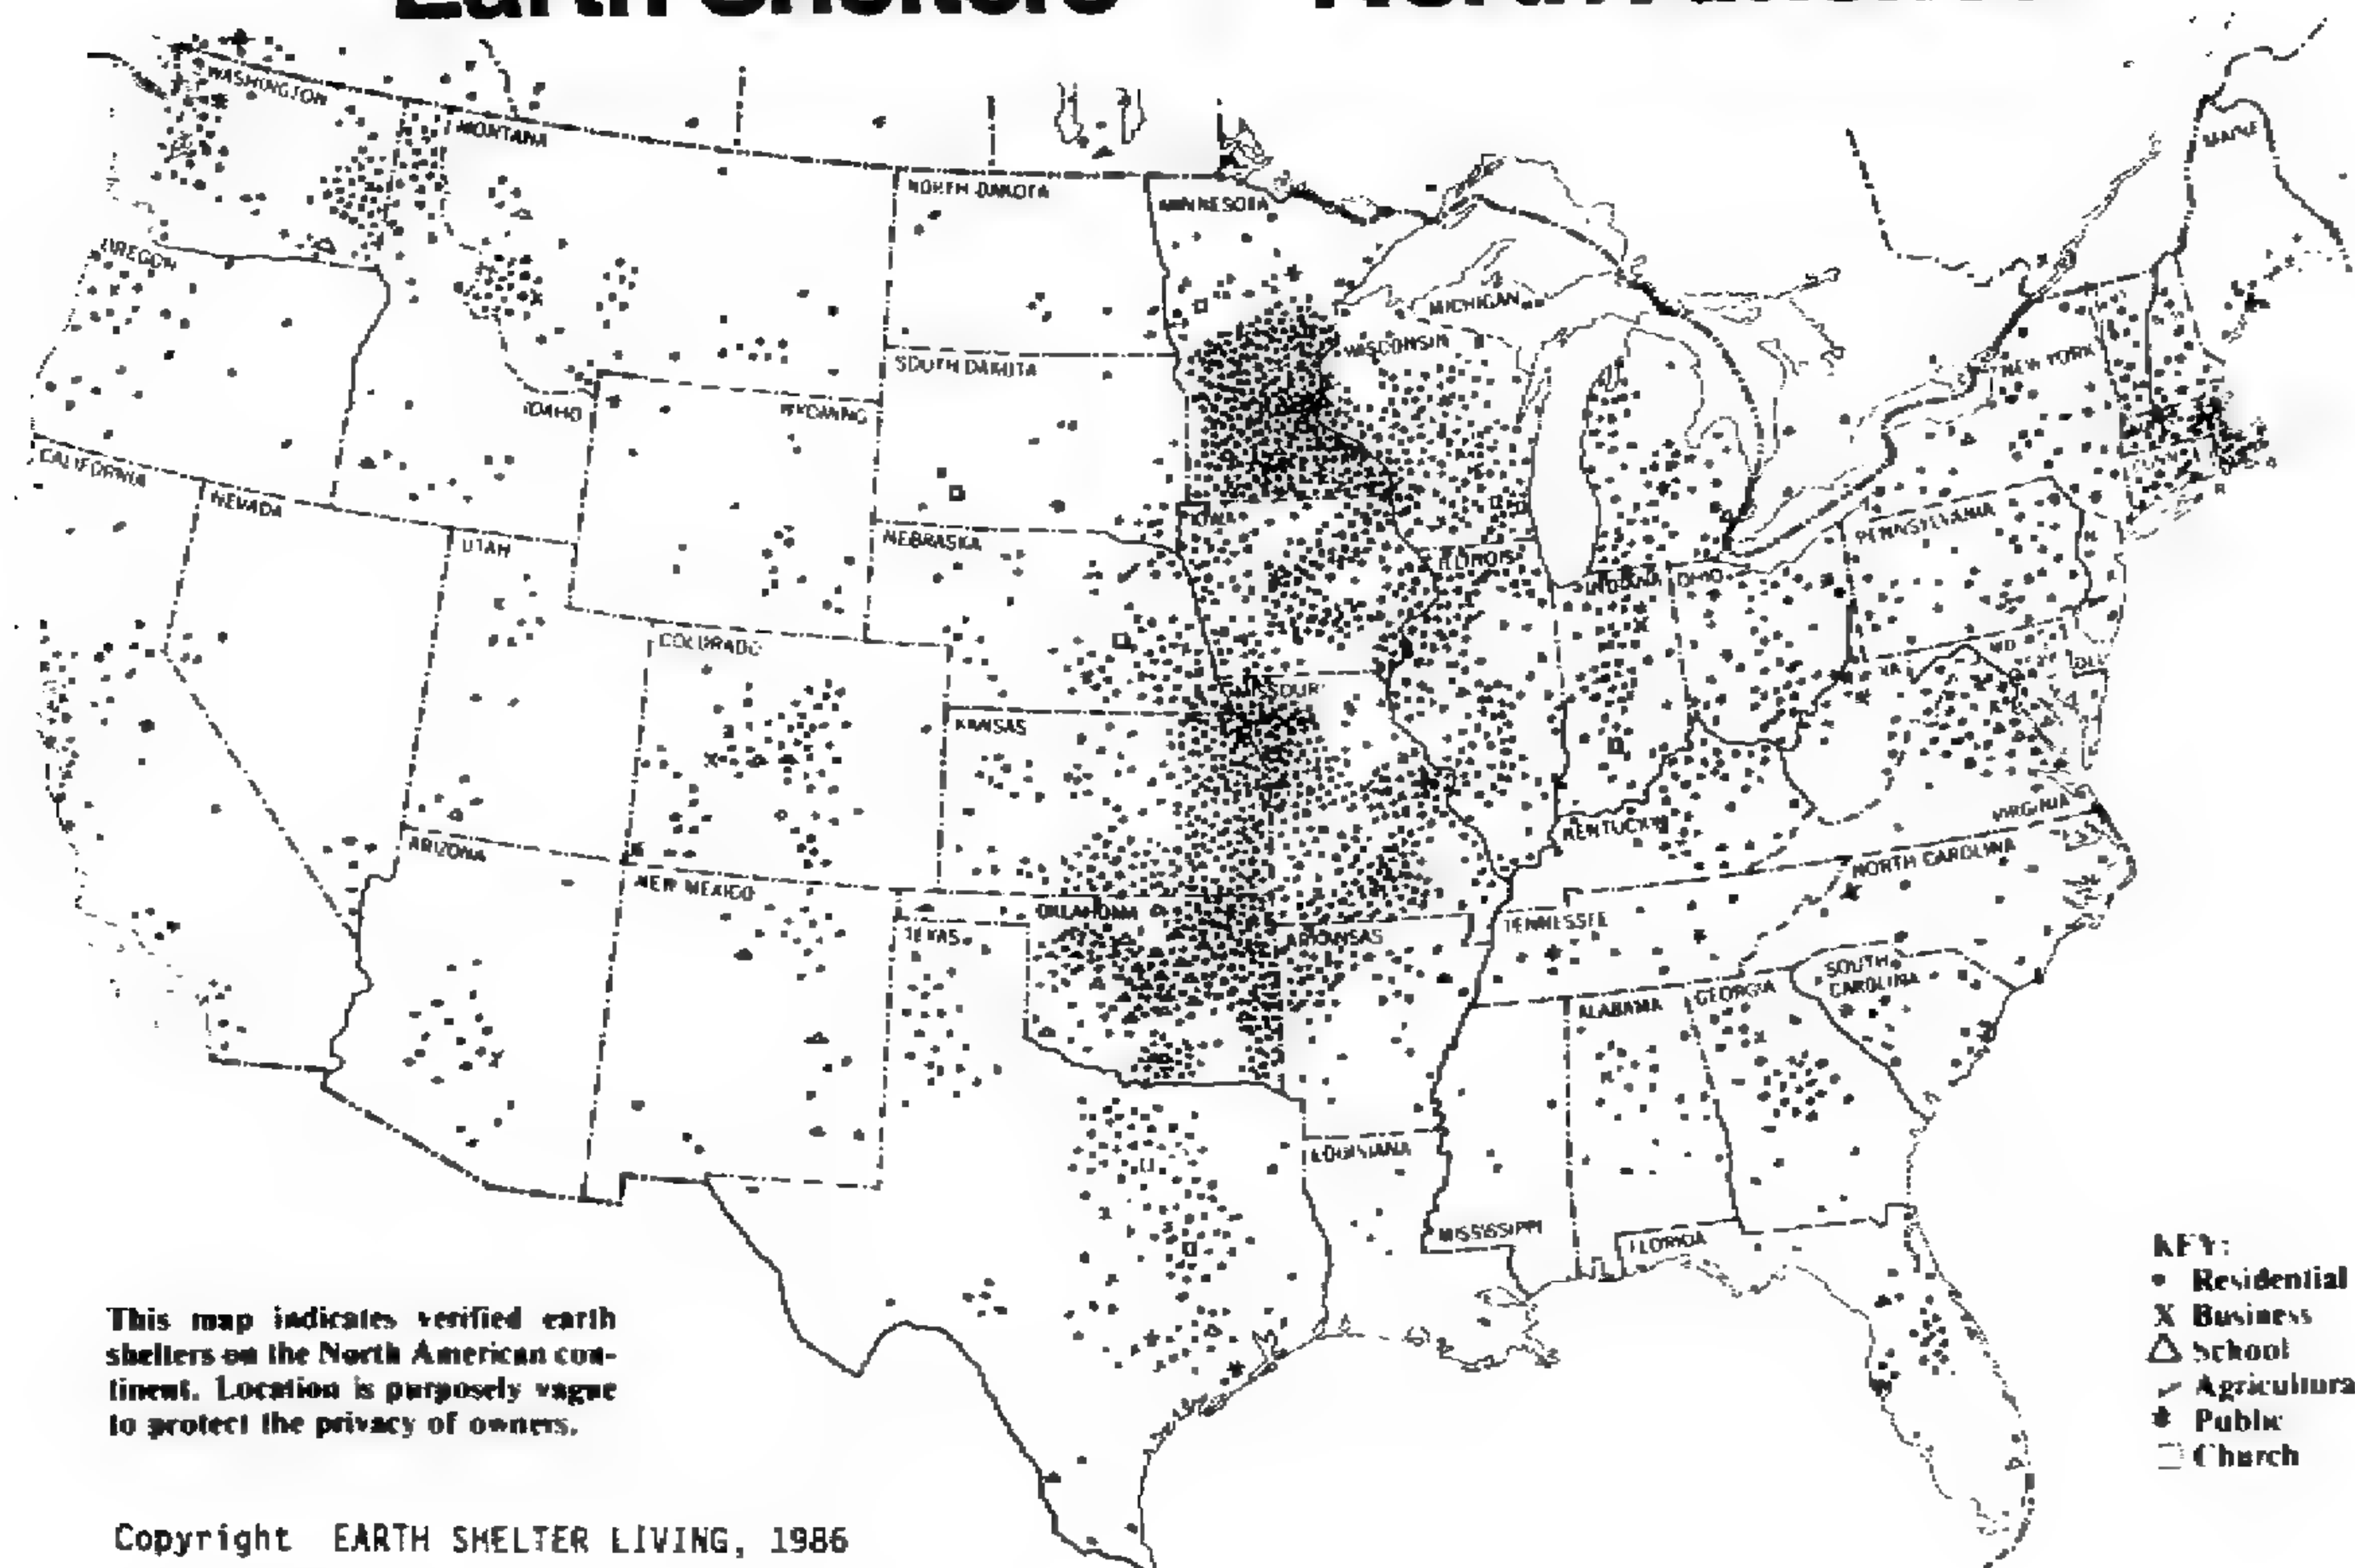 Earth Shelters North America
WASHINGTON
MONTANA
NORTH DAKOTA
MINNESOTA
MAINE
OREGON
MICHIGAN
WISCONSIN
NEW YORK
SOUTH DAKOTA
IDAHO
WYOMING
CALIFORNIA
NEVADA
IOWA
PENNSYLVANIA
UTAH
NEBRASKA
ILLINOIS
INDIANA
OHIO
COLORADO
MD
DEL
MISSOURI
KANSAS
VIRGINIA
KENTUCKY
ARIZONA
NORTH CAROLINA
NEW MEXICO
OKLAHOMA
TENNESSEE
TEXAS
ARKANSAS
SOUTH
CAROLINA
ALABAMA
GEORGIA
LOUISIANA
MISSISSIPPI
FLORIDA
KEY:
Residential
X Business
School
Agricultura
Public
Church
This map indicates verified earth
shelters on the North American con-
tinent. Location is purposely vague
to protect the privacy of owners.
Copyright EARTH SHELTER LIVING, 1986